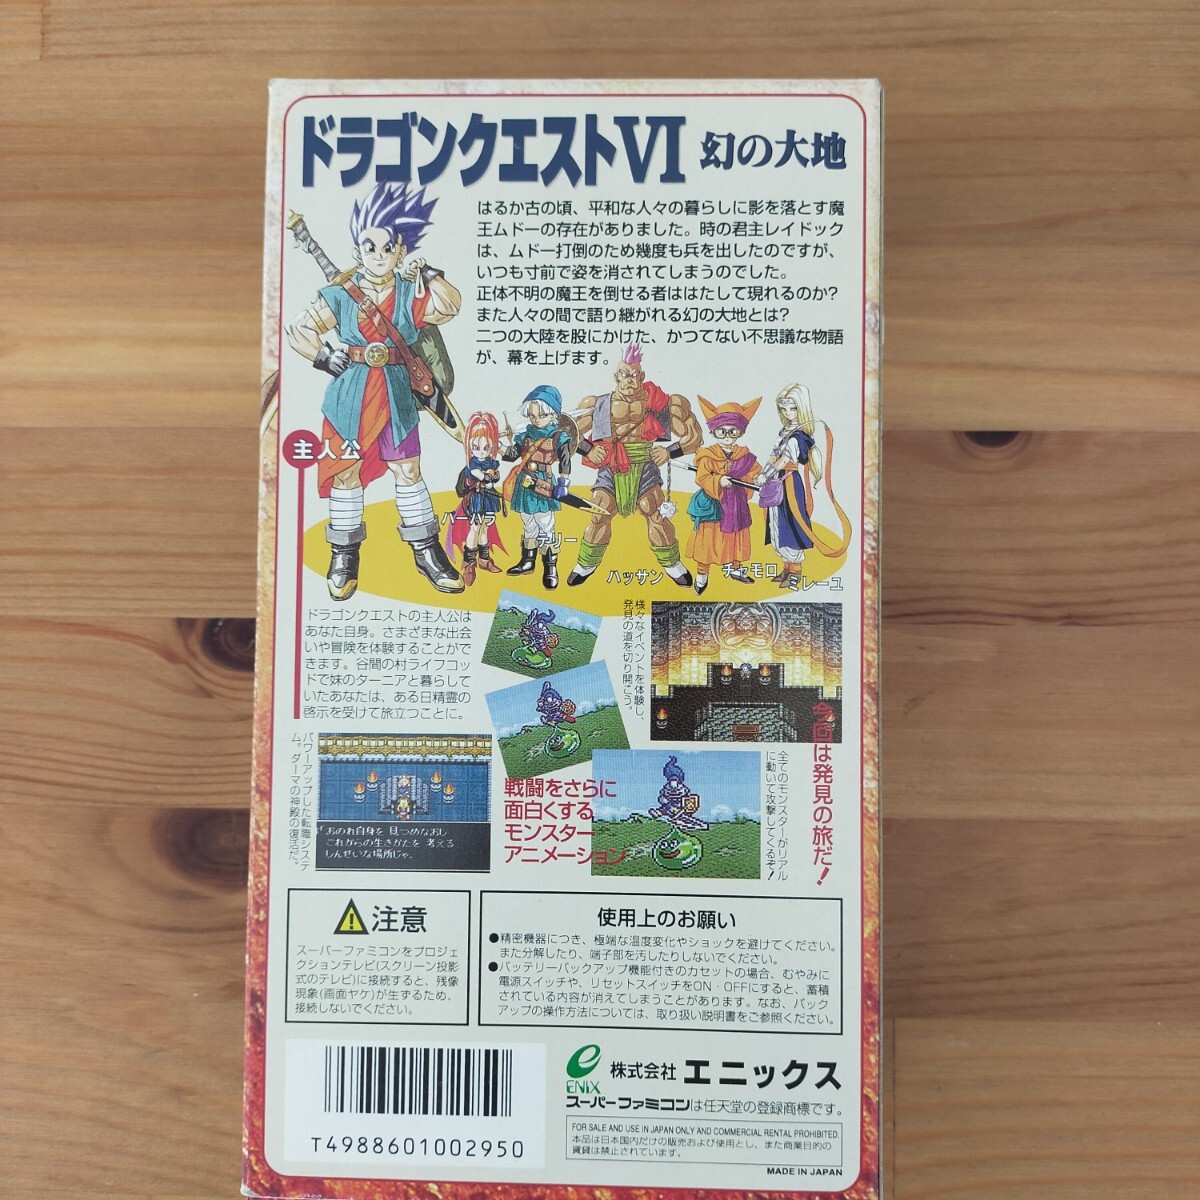 ドラゴンクエストVI 幻の大地
はるか古の頃、平和な人々の暮らしに影を落とす魔
王ムドーの存在がありました。時の君主レイドック
は、ムドー打倒のため幾度も兵を出したのですが、
いつも寸前で姿を消されてしまうのでした。
正体不明の魔王を倒せる者ははたして現れるのか?
また人々の間で語り継がれる幻の大地とは?
二つの大陸を股にかけた、かつてない不思議な物語
が、幕を上げます。
主人公
バーバラ
テリー
ハッサン
チャモロ
ミレーユ
ドラゴンクエストの主人公は
あなた自身。さまざまな出会
いや冒険を体験することがで
きます。谷間の村ライフコッ
ドで妹のターニアと暮らして
いたあなたは、ある日精霊の
啓示を受けて旅立つことに。
様々なイベントを体験し、
発見の道を切り開こう。
今回は発見の旅だ!
パワーアップした転職システ
ム。ダーマの神殿の復活だ。
おのれ自身を 見つめなおし
これからの生きかたを 考える
しんせいな場所じゃ。
戦闘をさらに
面白くする
モンスター
アニメーション
全てのモンスターがリアル
に動いて攻撃してくるぞ!
注意
スーパーファミコンをプロジェ
クションテレビ(スクリーン投影
式のテレビ)に接続すると、残像
現象(画面ヤケ)が生ずるため、
接続しないでください。
使用上のお願い
●精密機器につき、極端な温度変化やショックを避けてください。
また分解したり、端子部を汚したりしないでください。
●バッテリーバックアップ機能付きのカセットの場合、むやみに
電源スイッチや、リセットスイッチをON・OFFにすると、蓄積
されている内容が消えてしまうことがあります。なお、バック
アップの操作方法については、取り扱い説明書をご参照ください。
T4988601002950
ENIX
株式会社 エニックス
スーパーファミコンは任天堂の登録商標です。
FOR SALE AND USE IN JAPAN ONLY AND COMMERCIAL RENTAL PROHIBITED.
本品は日本国内だけの販売および使用とし、また商業目的の
賃貸は禁止されています。
MADE IN JAPAN